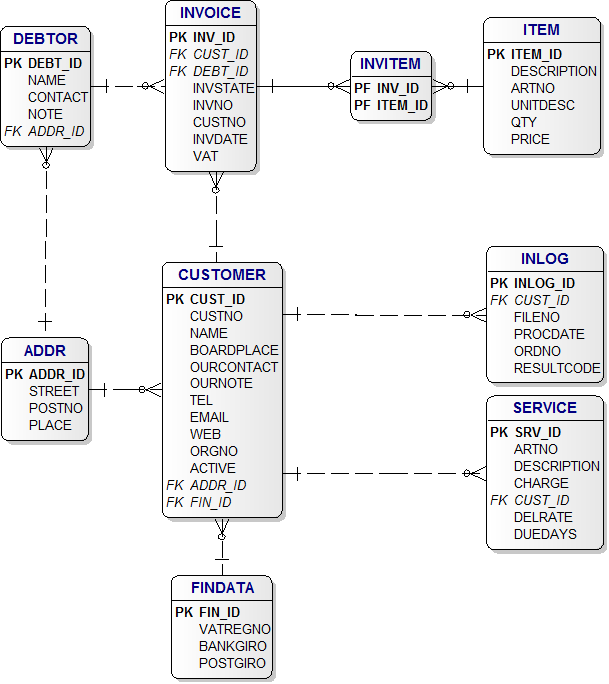 DEBTOR
PK DEBT_ID
NAME
CONTACT
NOTE
FK ADDR_ID
INVOICE
PK INV_ID
FK CUST_ID
FK DEBT_ID
INVSTATE
INVNO
CUSTNO
INVDATE
VAT
INVITEM
PF INV_ID
PF ITEM_ID
ITEM
PK ITEM_ID
DESCRIPTION
ARTNO
UNITDESC
QTY
PRICE
ADDR
PK ADDR_ID
STREET
POSTNO
PLACE
CUSTOMER
PK CUST_ID
CUSTNO
NAME
BOARDPLACE
OURCONTACT
OURNOTE
TEL
EMAIL
WEB
ORGNO
ACTIVE
FK ADDR_ID
FK FIN_ID
INLOG
PK INLOG_ID
FK CUST_ID
FILENO
PROCDATE
ORDNO
RESULTCODE
SERVICE
PK SRV_ID
ARTNO
DESCRIPTION
CHARGE
FK CUST_ID
DELRATE
DUEDAYS
FINDATA
PK FIN_ID
VATREGNO
BANKGIRO
POSTGIRO